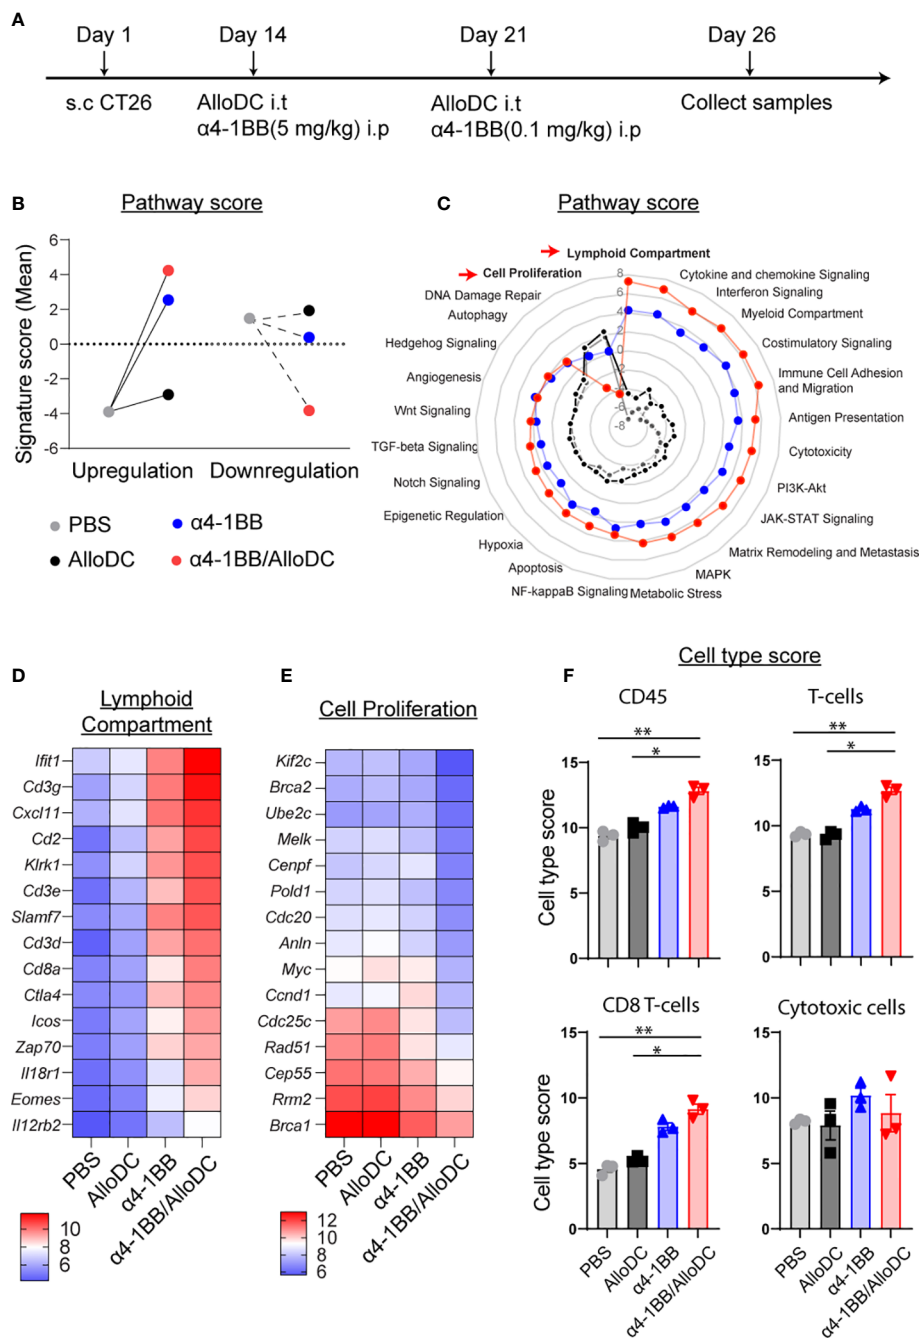 A
Day 1
Day 14
Day 21
Day 26
s.c CT26
AlloDC i.t
α4-1BB(5 mg/kg) i.p
AlloDC i.t
α4-1BB(0.1 mg/kg) i.p
Collect samples
B
Pathway score
Signature score (Mean)
6
4
2
0
-2
-4
-6
Upregulation
Downregulation
PBS
α4-1BB
AlloDC
α4-1BB/AlloDC
C
Pathway score
Lymphoid Compartment
Cell Proliferation
Cytokine and chemokine Signaling
DNA Damage Repair
Interferon Signaling
Autophagy
Myeloid Compartment
Hedgehog Signaling
Costimulatory Signaling
Angiogenesis
Immune Cell Adhesion
and Migration
Wnt Signaling
Antigen Presentation
TGF-beta Signaling
Cytotoxicity
Notch Signaling
PI3K-Akt
Epigenetic Regulation
JAK-STAT Signaling
Hypoxia
Matrix Remodeling and Metastasis
Apoptosis
MAPK
NF-kappaB Signaling
Metabolic Stress
8
6
4
2
0
-2
-4
-6
-8
D
Lymphoid
Compartment
Ifit1
Cd3g
Cxcl11
Cd2
Klrk1
Cd3e
Slamf7
Cd3d
Cd8a
Ctla4
Icos
Zap70
Il18r1
Eomes
Il12rb2
PBS
AlloDC
α4-1BB
α4-1BB/AlloDC
10
8
6
E
Cell Proliferation
Kif2c
Brca2
Ube2c
Melk
Cenpf
Pold1
Cdc20
Anln
Myc
Ccnd1
Cdc25c
Rad51
Cep55
Rrm2
Brca1
PBS
AlloDC
α4-1BB
α4-1BB/AlloDC
12
10
8
6
F
Cell type score
CD45
**
*
Cell type score
15
10
5
0
T-cells
**
*
15
10
5
0
CD8 T-cells
**
*
Cell type score
15
10
5
0
PBS
AlloDC
α4-1BB
α4-1BB/AlloDC
Cytotoxic cells
15
10
5
0
PBS
AlloDC
α4-1BB
α4-1BB/AlloDC